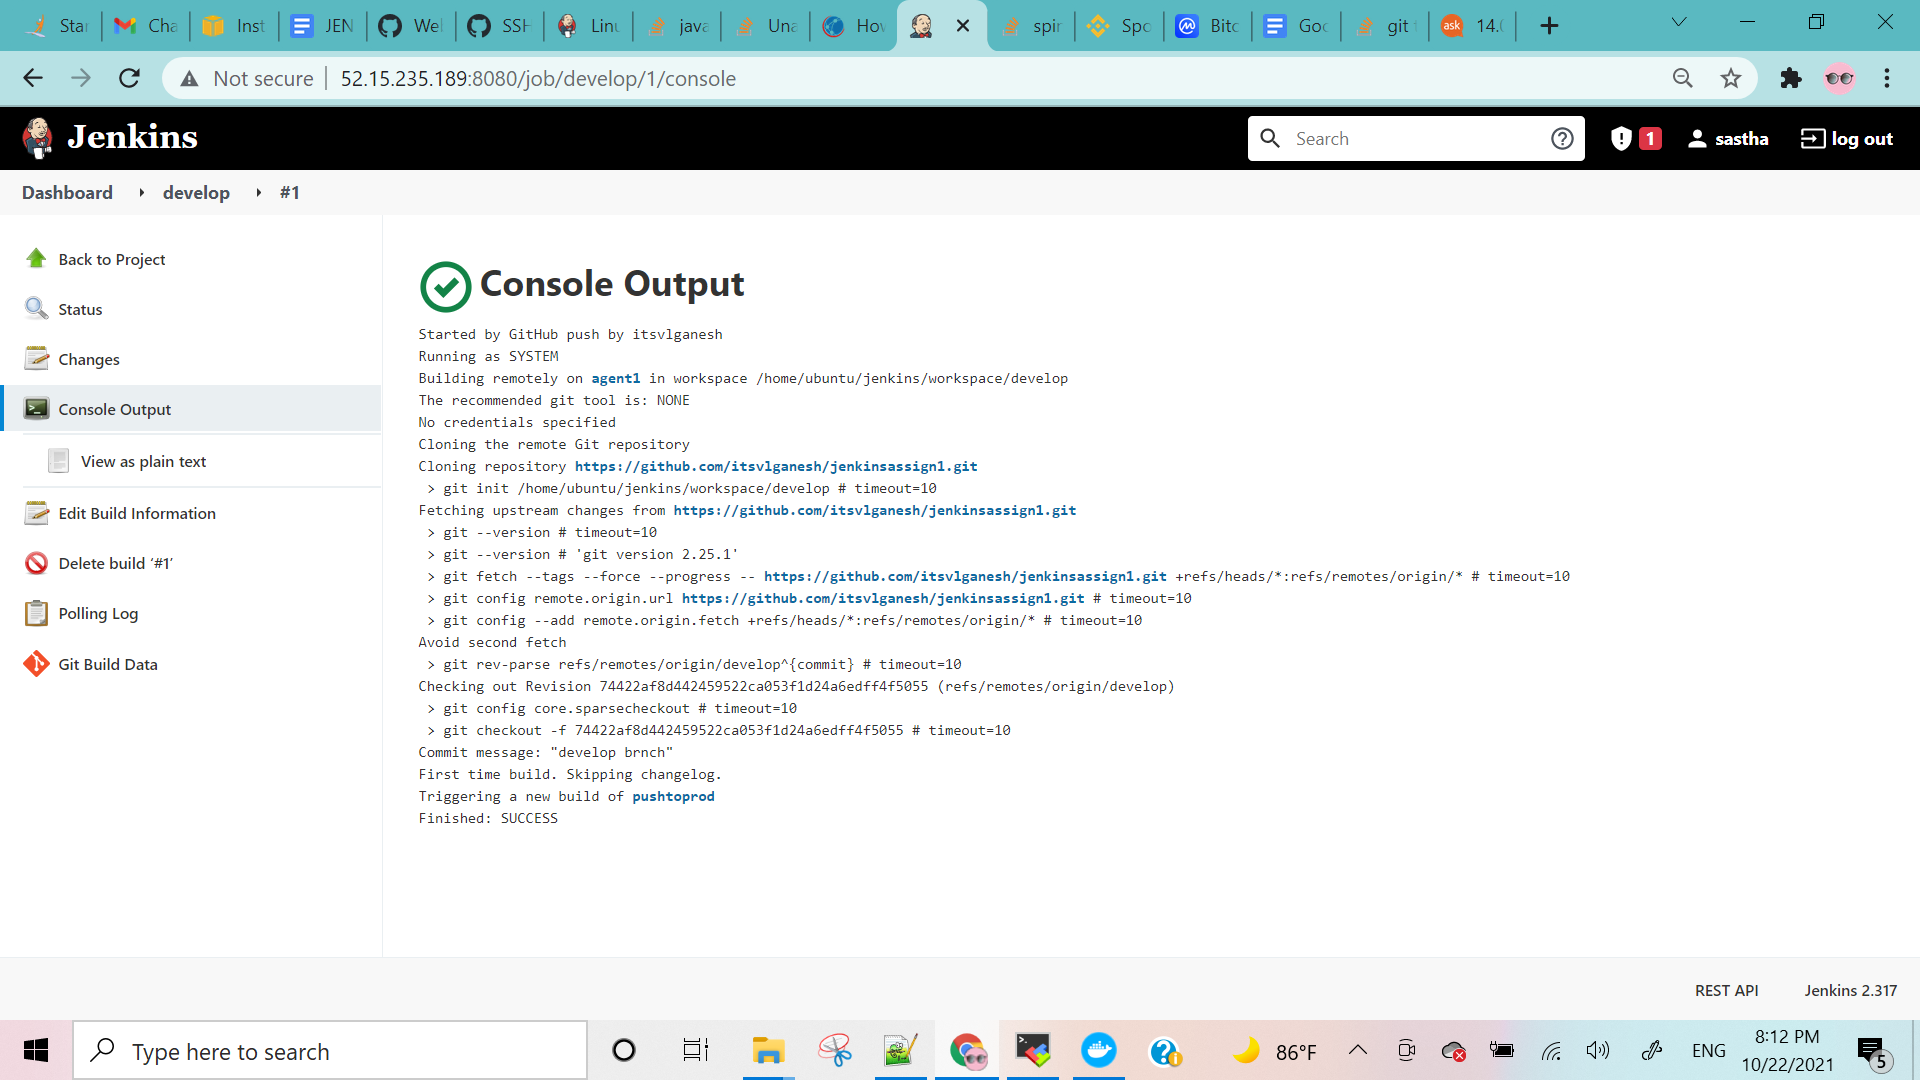 Star
Cha
Inst
JEN
Wel
SSH
Linu
java
Una
How
spir
Spo
Bitc
Goo
git t
14.
Not secure
52.15.235.189:8080/job/develop/1/console
Jenkins
Search
1
sastha
log out
Dashboard
develop
#1
Back to Project
Status
Changes
Console Output
View as plain text
Edit Build Information
Delete build ‘#1’
Polling Log
Git Build Data
Console Output
Started by GitHub push by itsvlganesh
Running as SYSTEM
Building remotely on agent1 in workspace /home/ubuntu/jenkins/workspace/develop
The recommended git tool is: NONE
No credentials specified
Cloning the remote Git repository
Cloning repository https://github.com/itsvlganesh/jenkinsassign1.git
> git init /home/ubuntu/jenkins/workspace/develop # timeout=10
Fetching upstream changes from https://github.com/itsvlganesh/jenkinsassign1.git
> git --version # timeout=10
> git --version # 'git version 2.25.1'
> git fetch --tags --force --progress -- https://github.com/itsvlganesh/jenkinsassign1.git +refs/heads/*:refs/remotes/origin/* # timeout=10
> git config remote.origin.url https://github.com/itsvlganesh/jenkinsassign1.git # timeout=10
> git config --add remote.origin.fetch +refs/heads/*:refs/remotes/origin/* # timeout=10
Avoid second fetch
> git rev-parse refs/remotes/origin/develop^{commit} # timeout=10
Checking out Revision 74422af8d442459522ca053f1d24a6edff4f5055 (refs/remotes/origin/develop)
> git config core.sparsecheckout # timeout=10
> git checkout -f 74422af8d442459522ca053f1d24a6edff4f5055 # timeout=10
Commit message: "develop brnch"
First time build. Skipping changelog.
Triggering a new build of pushtoprod
Finished: SUCCESS
REST API
Jenkins 2.317
Type here to search
86°F
ENG
8:12 PM
10/22/2021
5